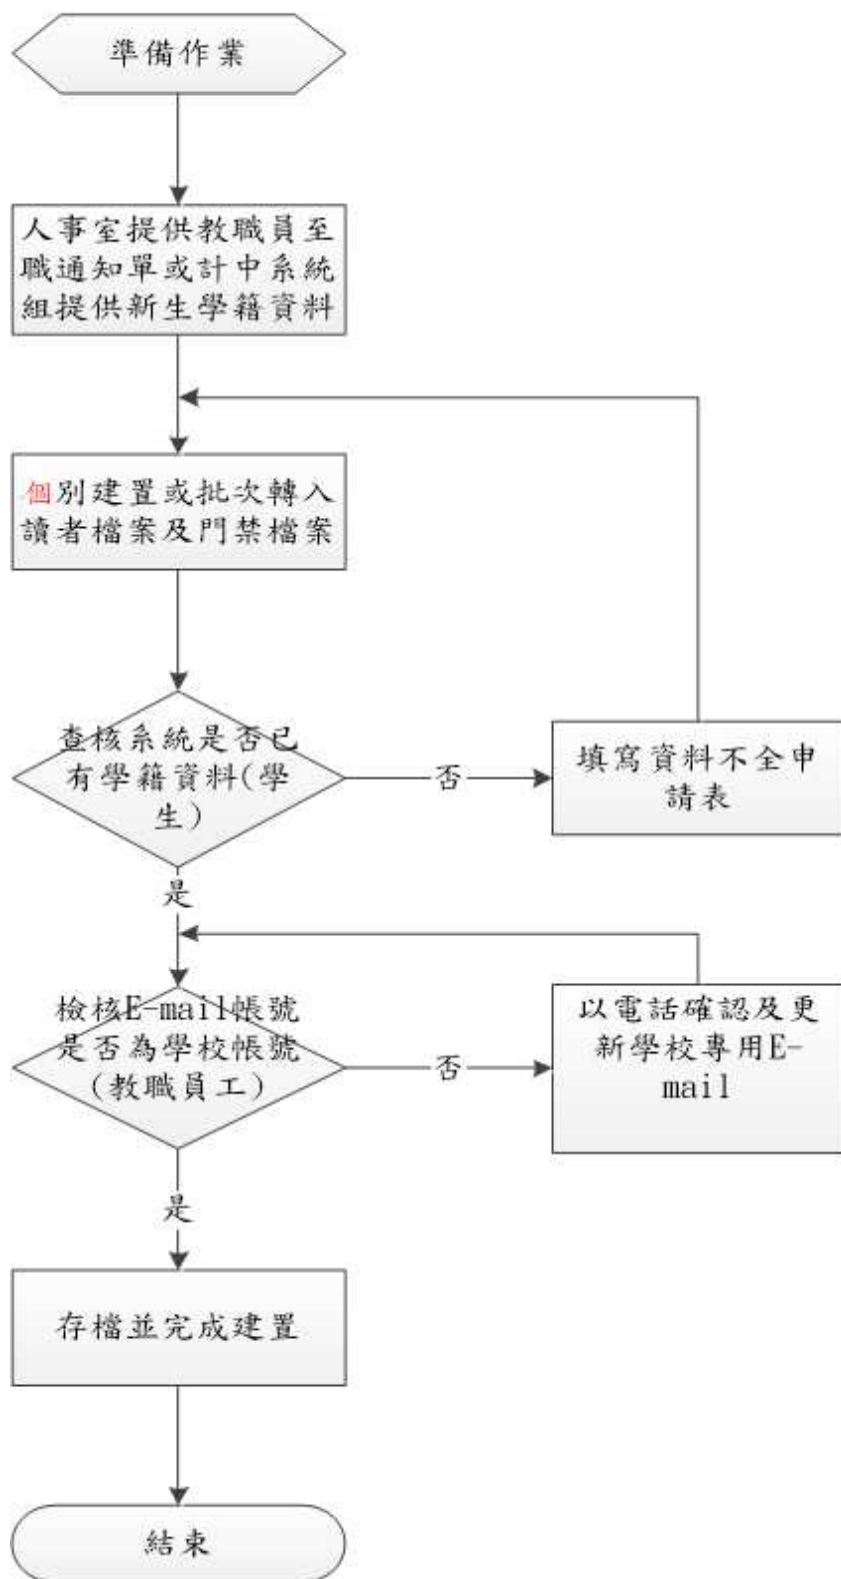 準備作業
人事室提供教職員至
職通知單或計中系統
組提供新生學籍資料
個別建置或批次轉入
讀者檔案及門禁檔案
查核系統是否已
有學籍資料(學
生)
否
填寫資料不全申
請表
是
檢核E-mail帳號
是否為學校帳號
(教職員工)
否
以電話確認及更
新學校專用E-
mail
是
存檔並完成建置
結束